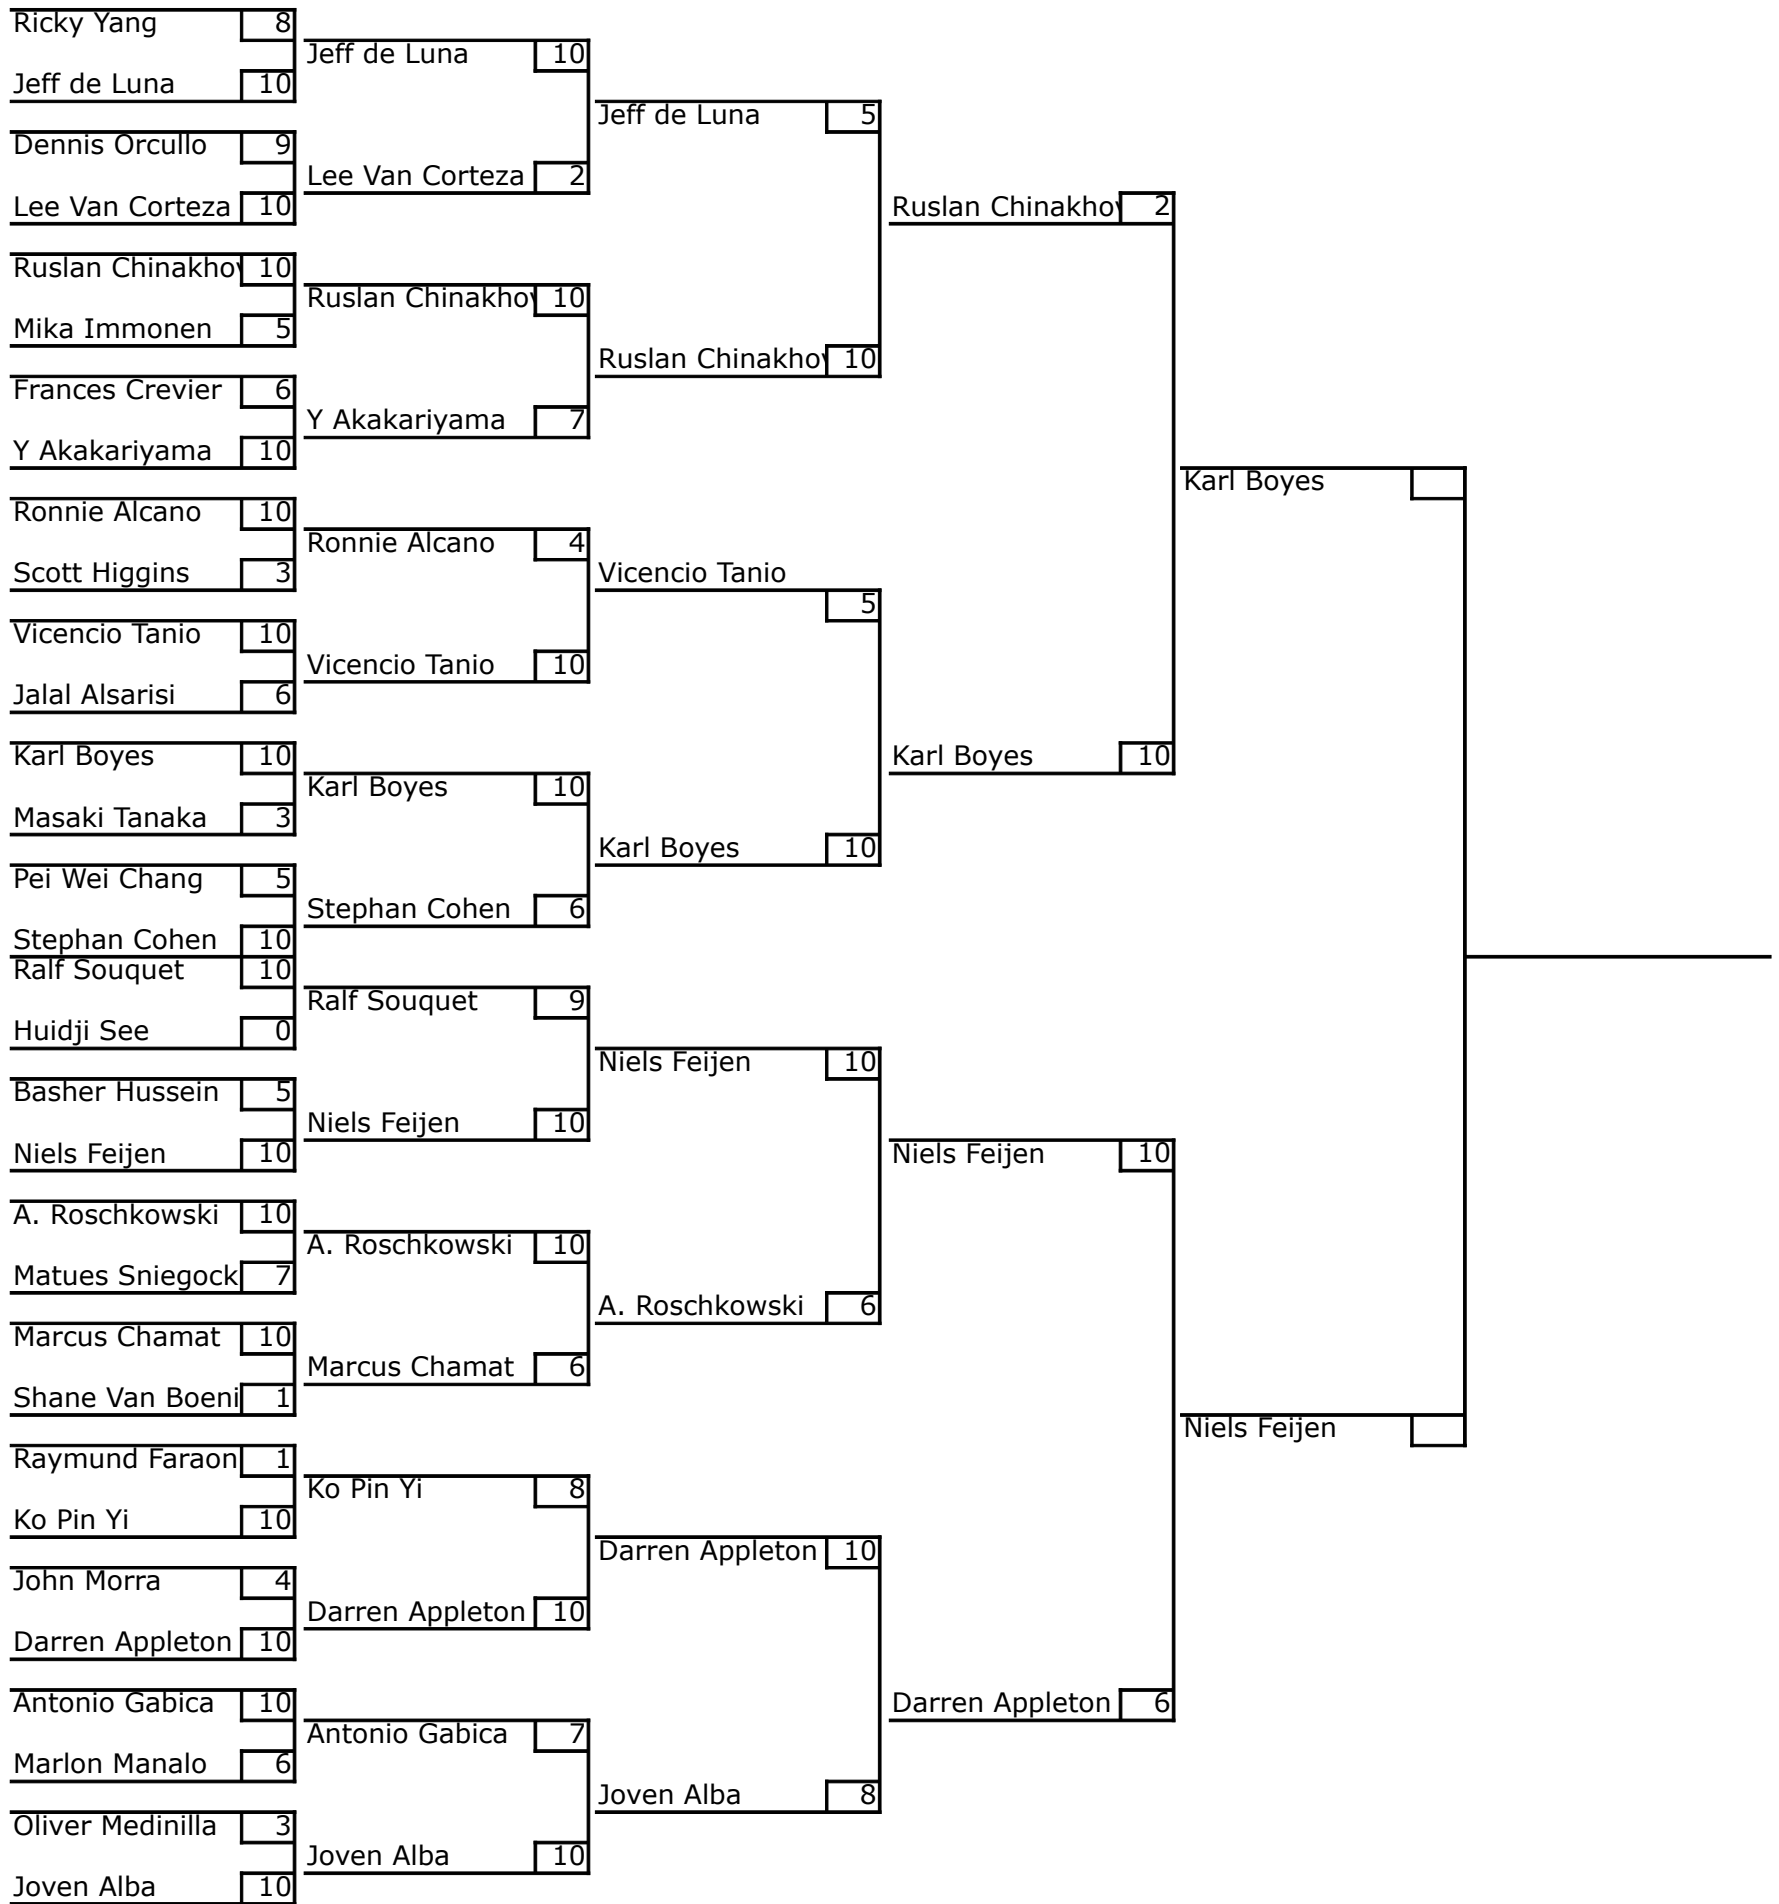 Ricky Yang 8
Jeff de Luna 10
Dennis Orcullo 9
Lee Van Corteza 10
Ruslan Chinakhov 10
Mika Immonen 5
Frances Crevier 6
Y Akakariyama 10
Ronnie Alcano 10
Scott Higgins 3
Vicencio Tanio 10
Jalal Alsarisi 6
Karl Boyes 10
Masaki Tanaka 3
Pei Wei Chang 5
Stephan Cohen 10
Ralf Souquet 10
Huidji See 0
Basher Hussein 5
Niels Feijen 10
A. Roschkowski 10
Matues Sniegock 7
Marcus Chamat 10
Shane Van Boeni 1
Raymund Faraon 1
Ko Pin Yi 10
John Morra 4
Darren Appleton 10
Antonio Gabica 10
Marlon Manalo 6
Oliver Medinilla 3
Joven Alba 10
Jeff de Luna 10
Lee Van Corteza 2
Ruslan Chinakhov 10
Y Akakariyama 7
Ronnie Alcano 4
Vicencio Tanio 10
Karl Boyes 10
Stephan Cohen 6
Ralf Souquet 9
Niels Feijen 10
A. Roschkowski 10
Marcus Chamat 6
Ko Pin Yi 8
Darren Appleton 10
Antonio Gabica 7
Joven Alba 10
Jeff de Luna 5
Ruslan Chinakhov 10
Vicencio Tanio
5
Karl Boyes 10
Niels Feijen 10
A. Roschkowski 6
Darren Appleton 10
Joven Alba 8
Ruslan Chinakhov 2
Karl Boyes 10
Niels Feijen 10
Darren Appleton 6
Karl Boyes
Niels Feijen